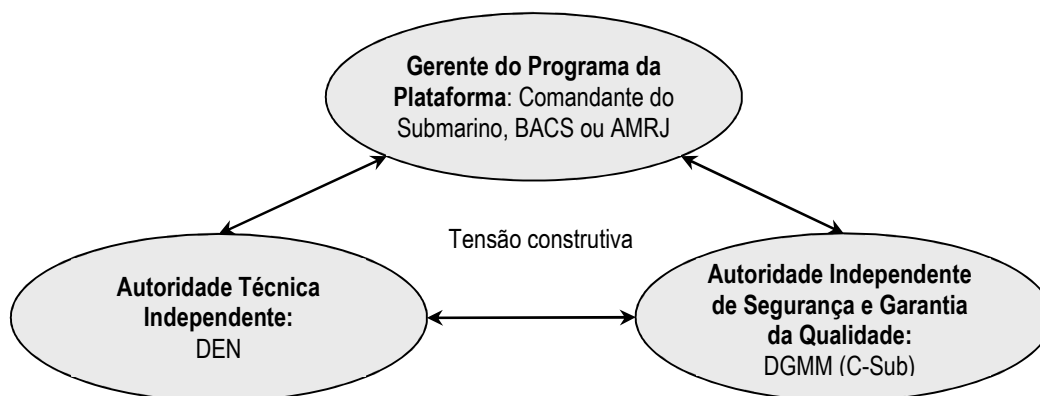 Gerente do Programa da
Plataforma: Comandante do
Submarino, BACS ou AMRJ
Tensão construtiva
Autoridade Técnica
Independente:
DEN
Autoridade Independente
de Segurança e Garantia
da Qualidade:
DGMM (C-Sub)